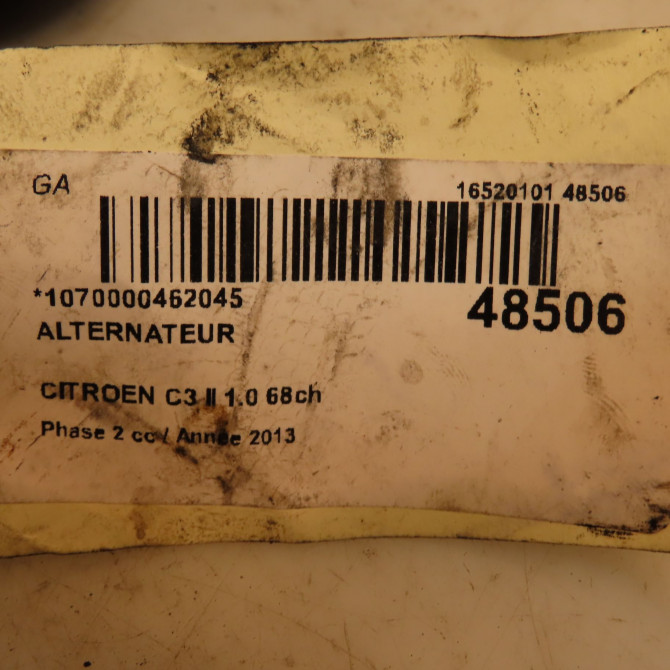 GA
16520101 48506
*1070000462045
48506
ALTERNATEUR
CITROEN C3 II 1.0 68ch
Phase 2 cc / Année 2013